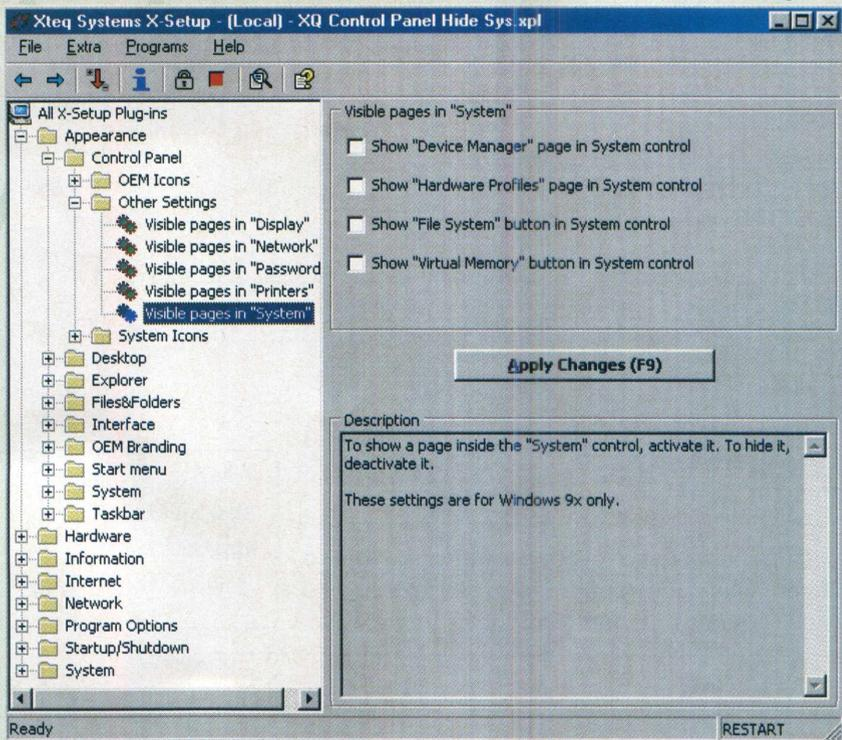 Xteq Systems X-Setup - (Local) - XQ Control Panel Hide Sys.xpl
File Extra Programs Help
All X-Setup Plug-ins
Appearance
Control Panel
OEM Icons
Other Settings
Visible pages in "Display"
Visible pages in "Network"
Visible pages in "Password
Visible pages in "Printers"
Visible pages in "System"
System Icons
Desktop
Explorer
Files&Folders
Interface
OEM Branding
Start menu
System
Taskbar
Hardware
Information
Internet
Network
Program Options
Startup/Shutdown
System
Visible pages in "System"
Show "Device Manager" page in System control
Show "Hardware Profiles" page in System control
Show "File System" button in System control
Show "Virtual Memory" button in System control
Apply Changes (F9)
Description
To show a page inside the "System" control, activate it. To hide it,
deactivate it.
These settings are for Windows 9x only.
Ready
RESTART